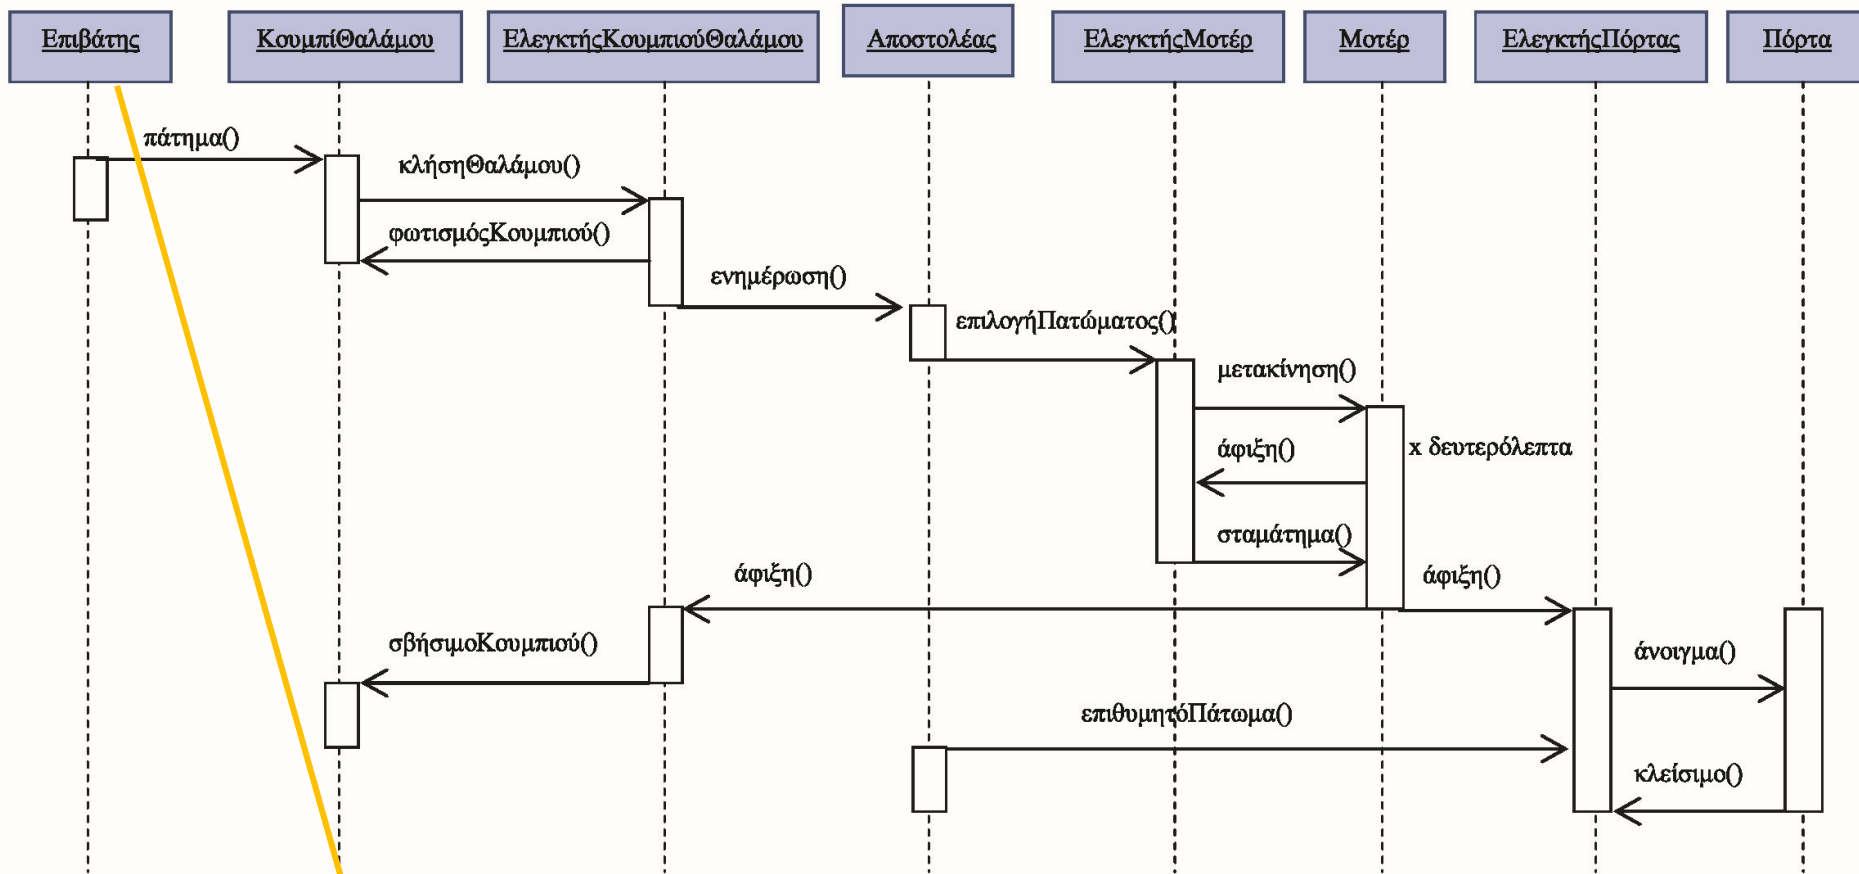 Επιβάτης
ΚουμπίΘαλάμου
ΕλεγκτήςΚουμπιούΘαλάμου
Αποστολέας
ΕλεγκτήςΜοτέρ
Μοτέρ
ΕλεγκτήςΠόρτας
Πόρτα
πάτημα()
κλήσηΘαλάμου()
φωτισμόςΚουμπιού()
ενημέρωση()
επιλογήΠατώματος()
μετακίνηση()
άφιξη()
x δευτερόλεπτα
σταμάτημα()
άφιξη()
άφιξη()
σβήσιμοΚουμπιού()
άνοιγμα()
επιθυμητόΠάτωμα()
κλείσιμο()